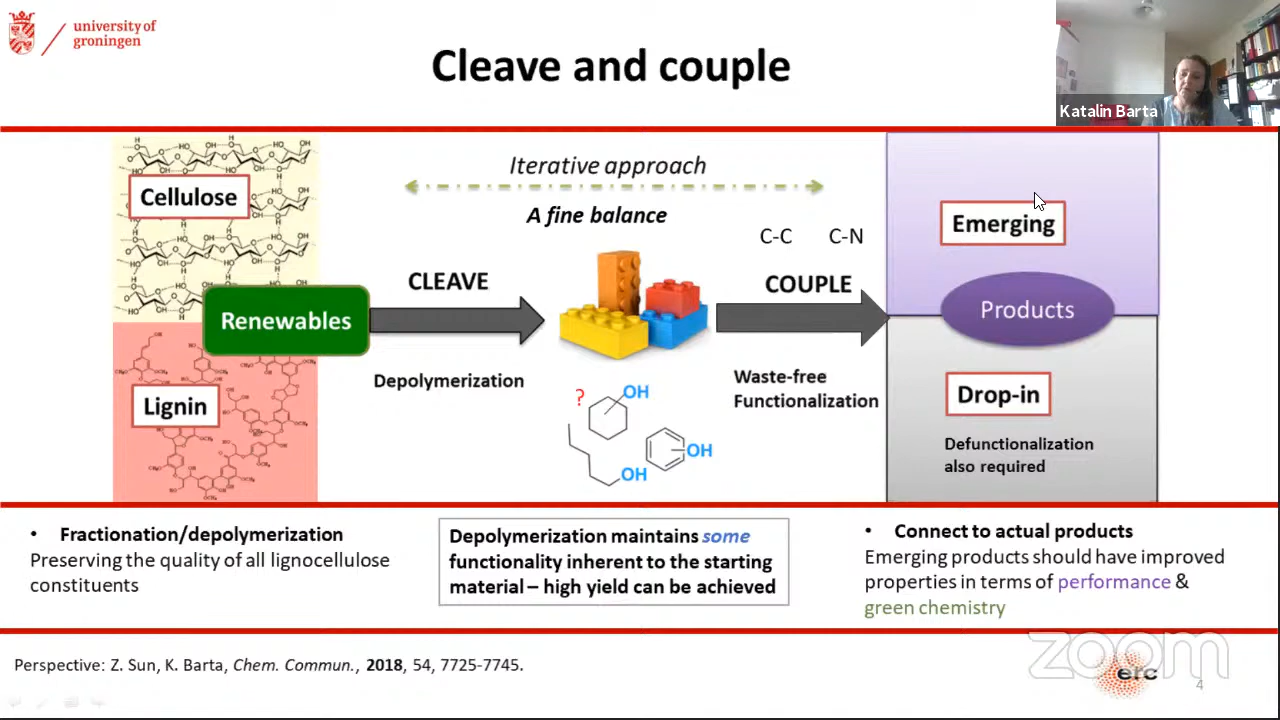 university of
groningen
Cleave and couple
Katalin Barta
Cellulose
Renewables
Lignin
Iterative approach
A fine balance
C-C C-N
CLEAVE
COUPLE
Depolymerization
Waste-free
Functionalization
?
OH
OH
OH
Emerging
Products
Drop-in
Defunctionalization
also required
• Fractionation/depolymerization
Preserving the quality of all lignocellulose
constituents
Depolymerization maintains some
functionality inherent to the starting
material – high yield can be achieved
• Connect to actual products
Emerging products should have improved
properties in terms of performance &
green chemistry
Perspective: Z. Sun, K. Barta, Chem. Commun., 2018, 54, 7725-7745.
zoom
erc
4